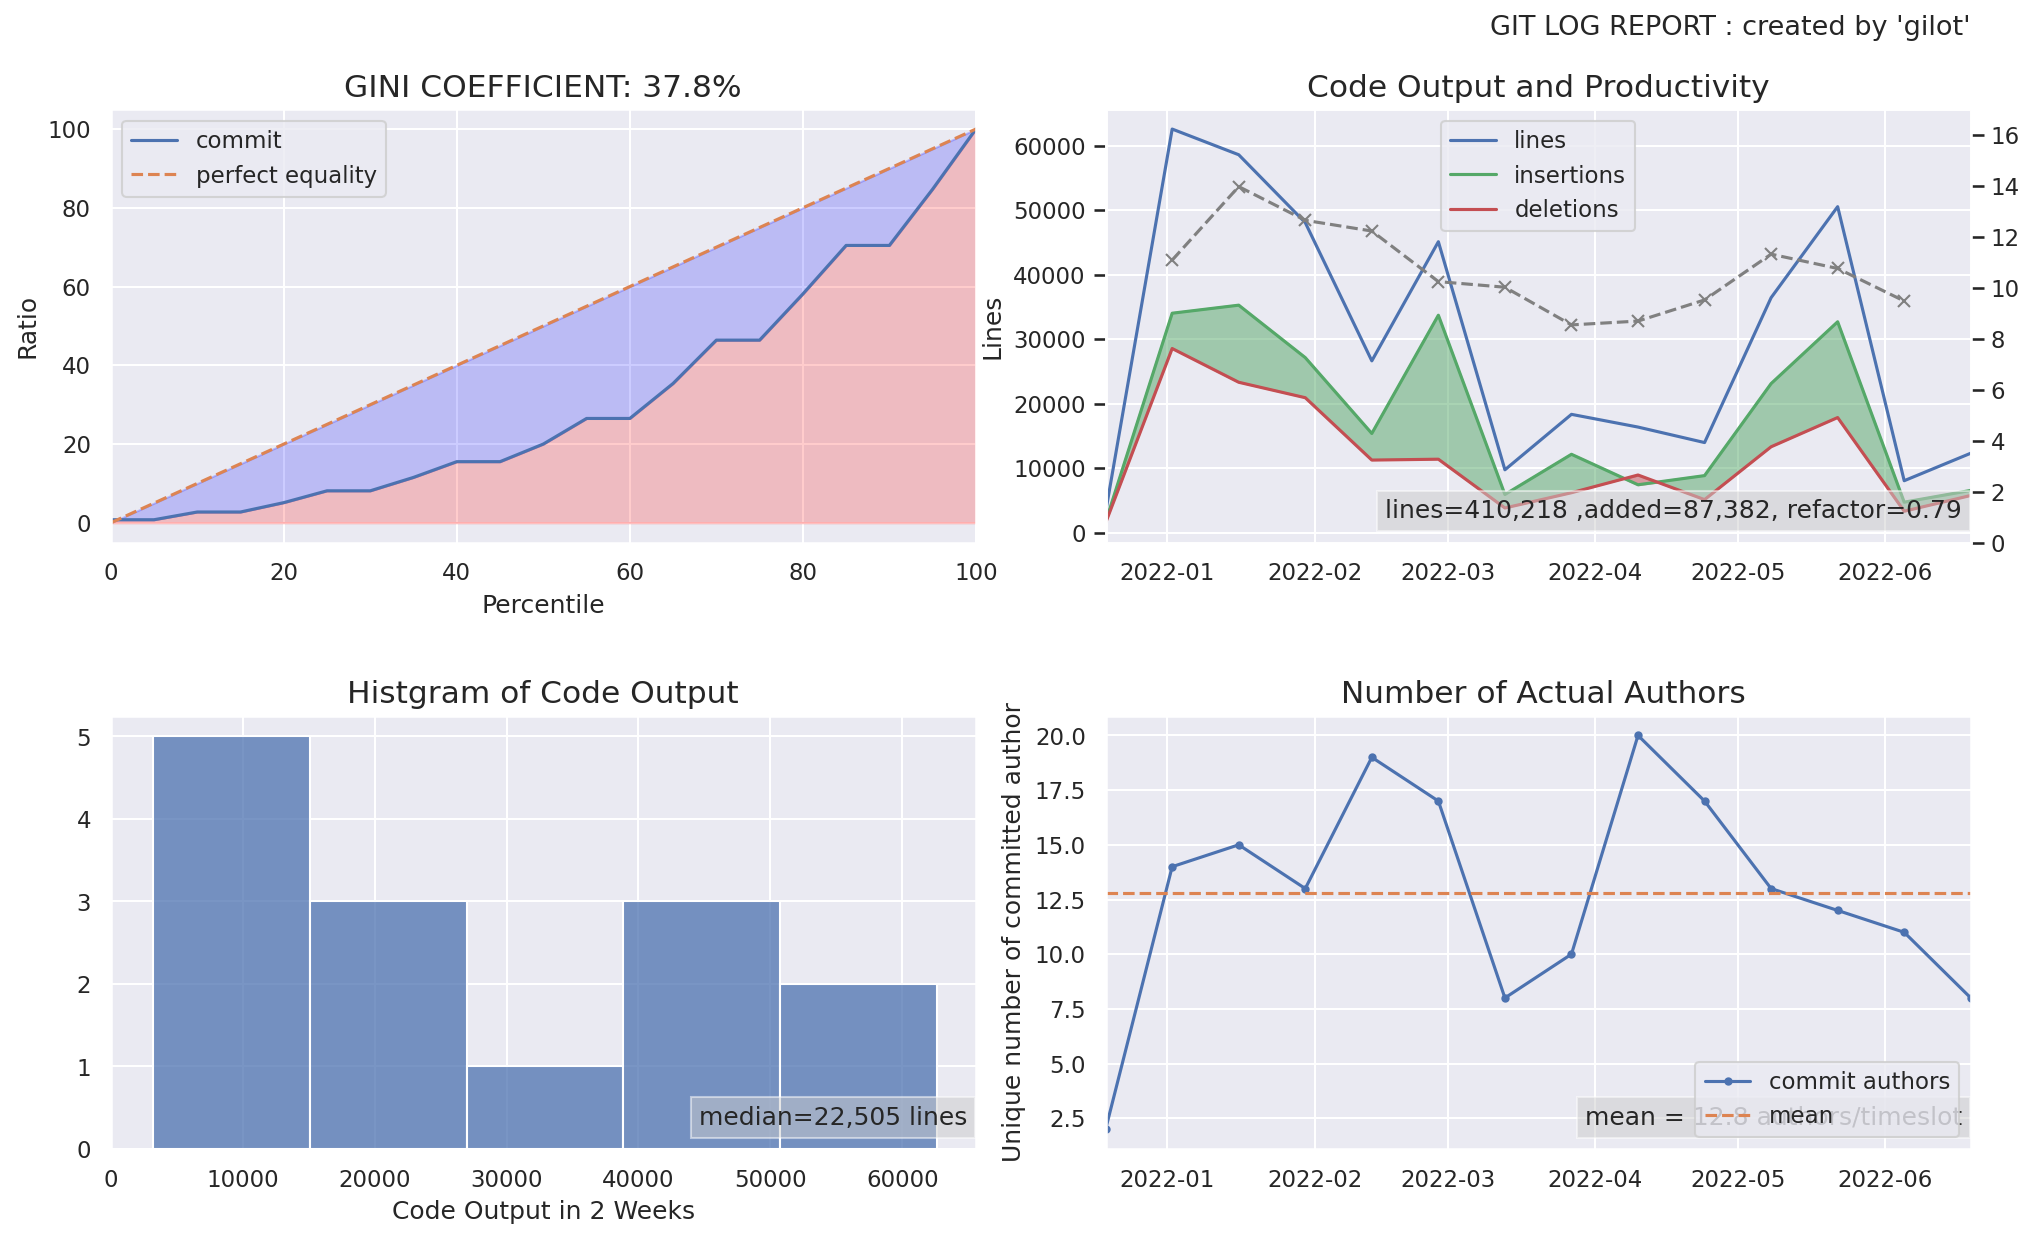 GIT LOG REPORT : created by 'gilot'
GINI COEFFICIENT: 37.8%
commit
perfect equality
100
80
60
40
20
0
Ratio
0 20 40 60 80 100
Percentile
Code Output and Productivity
lines
insertions
deletions
60000
50000
40000
30000
20000
10000
0
Lines
16
14
12
10
8
6
4
2
0
lines=410,218 ,added=87,382, refactor=0.79
2022-01 2022-02 2022-03 2022-04 2022-05 2022-06
Histgram of Code Output
5
4
3
2
1
0
median=22,505 lines
0 10000 20000 30000 40000 50000 60000
Code Output in 2 Weeks
Number of Actual Authors
Unique number of committed author
20.0
17.5
15.0
12.5
10.0
7.5
5.0
2.5
commit authors
mean
mean = 12.8 authors/timeslot
2022-01 2022-02 2022-03 2022-04 2022-05 2022-06